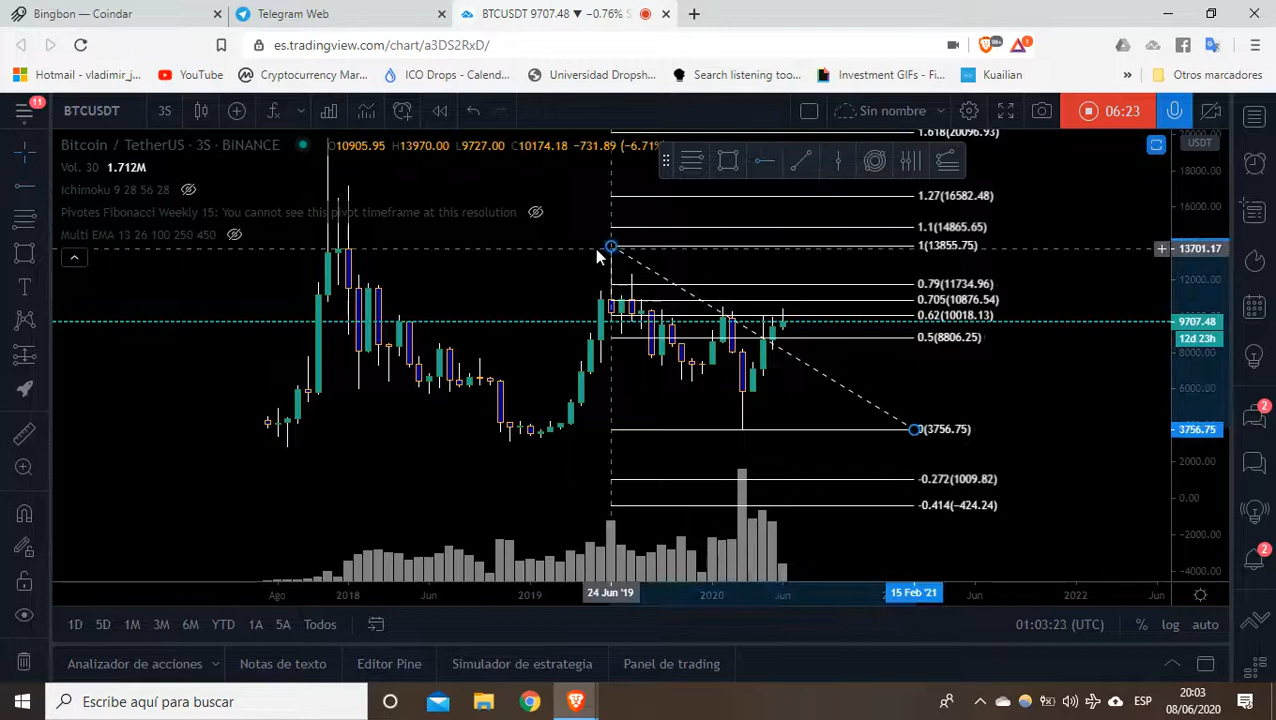 Bingbon – Coindar
Telegram Web
BTCUSDT 9707.48 ▼ −0.76% S
es.tradingview.com/chart/a3DS2RxD/
99+
1
Hotmail - vladimir_j...
YouTube
Cryptocurrency Mar...
ICO Drops - Calend...
Universidad Dropsh...
Search listening too...
Investment GIFs - Fi...
Kuailian
»
Otros marcadores
11
BTCUSDT
3S
Sin nombre
06:23
Bitcoin / TetherUS · 3S · BINANCE
O10905.95 H13970.00 L9727.00 C10174.18 −731.89 (−6.71%
Vol. 30 1.712M
Ichimoku 9 28 56 28
Pivotes Fibonacci Weekly 15: You cannot see this pivot timeframe at this resolution
Multi EMA 13 26 100 250 450
1.618(20096.93)
1.27(16582.48)
1.1(14865.65)
1(13855.75)
0.79(11734.96)
0.705(10876.54)
0.62(10018.13)
0.5(8806.25)
0(3756.75)
-0.272(1009.82)
-0.414(−424.24)
20000.00
USDT
18000.00
16000.00
13701.17
12000.00
9707.48
12d 23h
8000.00
6000.00
3756.75
2000.00
0.00
−2000.00
−4000.00
2
2
Ago
2018
Jun
2019
24 Jun '19
2020
Jun
15 Feb '21
Jun
2022
Jun
1D
5D
1M
3M
6M
YTD
1A
5A
Todos
01:03:23 (UTC)
%
log
auto
Analizador de acciones
Notas de texto
Editor Pine
Simulador de estrategia
Panel de trading
Escribe aquí para buscar
ESP
20:03
08/06/2020